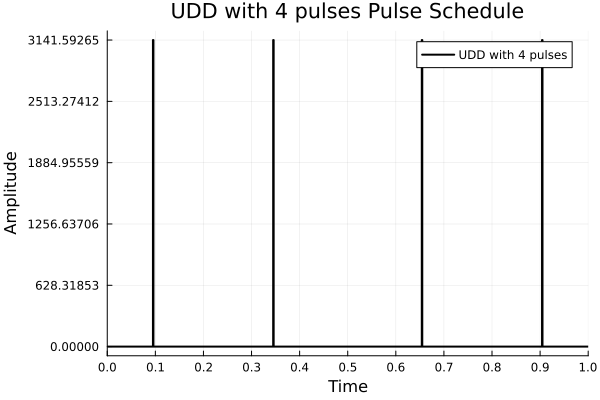 UDD with 4 pulses Pulse Schedule
3141.59265
2513.27412
1884.95559
1256.63706
628.31853
0.00000
Amplitude
UDD with 4 pulses
0.0 0.1 0.2 0.3 0.4 0.5 0.6 0.7 0.8 0.9 1.0
Time